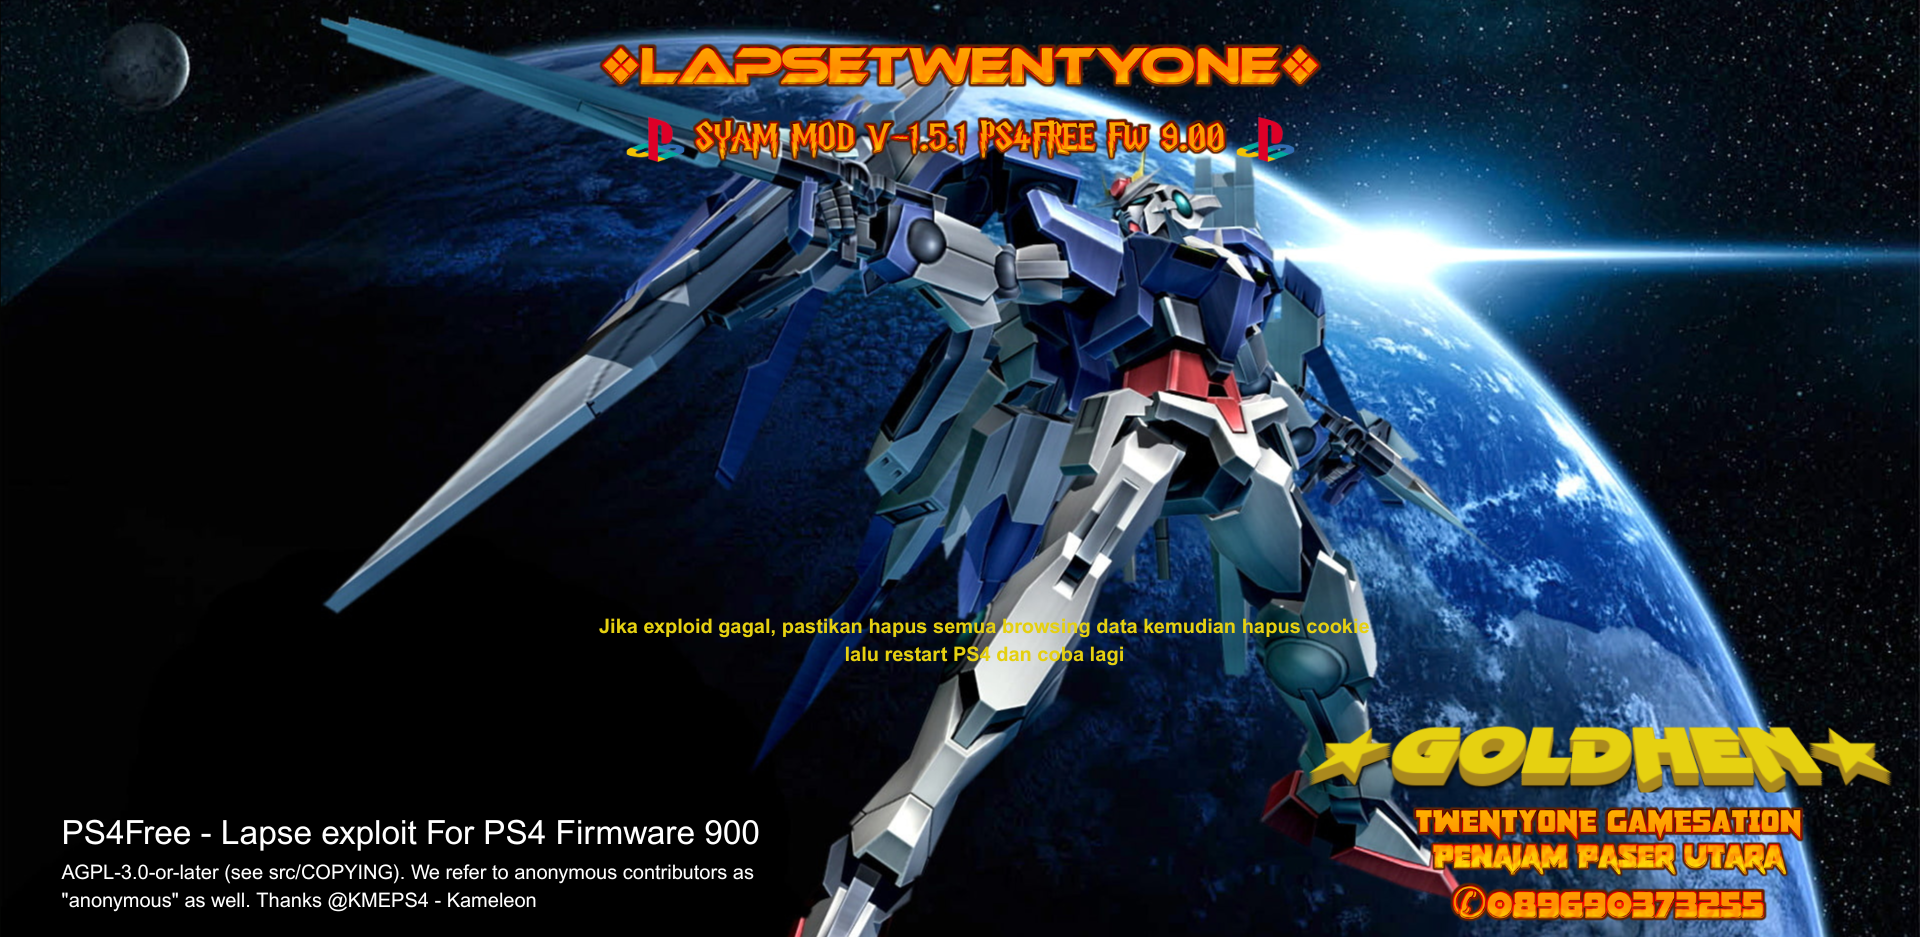 ❖LAPSETWENTYONE❖
SYAM MOD V-1.5.1 PS4FREE FW 9.00
Jika exploid gagal, pastikan hapus semua browsing data kemudian hapus cookie
lalu restart PS4 dan coba lagi
★GOLDHEN★
TWENTYONE GAMESATION
PENAJAM PASER UTARA
✆089690373255
PS4Free - Lapse exploit For PS4 Firmware 900
AGPL-3.0-or-later (see src/COPYING). We refer to anonymous contributors as
"anonymous" as well. Thanks @KMEPS4 - Kameleon